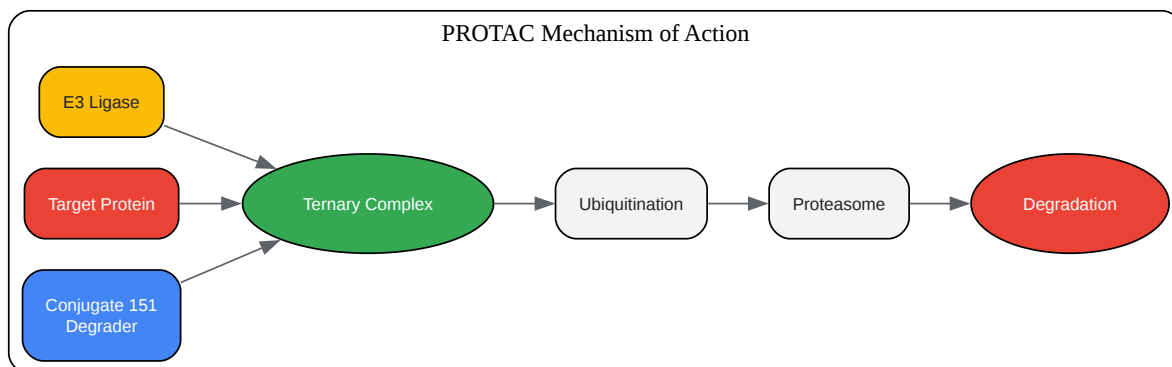 PROTAC Mechanism of Action
E3 Ligase
Target Protein
Conjugate 151
Degrader
Ternary Complex
Ubiquitination
Proteasome
Degradation